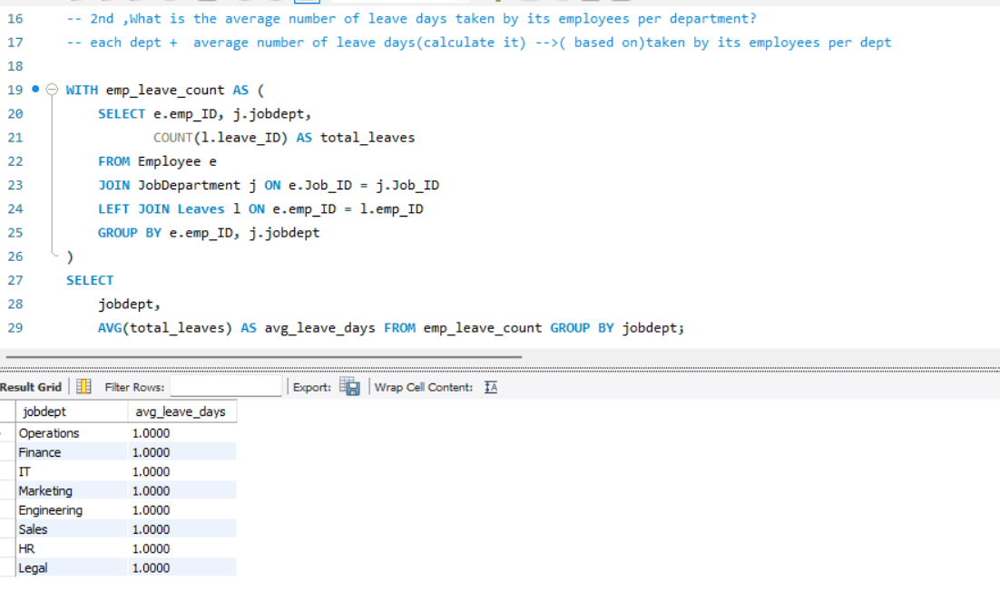 16 -- 2nd ,What is the average number of leave days taken by its employees per department?
17 -- each dept +  average number of leave days(calculate it) -->( based on)taken by its employees per dept
18
19 WITH emp_leave_count AS (
20 SELECT e.emp_ID, j.jobdept,
21 COUNT(l.leave_ID) AS total_leaves
22 FROM Employee e
23 JOIN JobDepartment j ON e.Job_ID = j.Job_ID
24 LEFT JOIN Leaves l ON e.emp_ID = l.emp_ID
25 GROUP BY e.emp_ID, j.jobdept
26 )
27 SELECT
28 jobdept,
29 AVG(total_leaves) AS avg_leave_days FROM emp_leave_count GROUP BY jobdept;
Result Grid Filter Rows: Export: Wrap Cell Content: IA
jobdept avg_leave_days
Operations 1.0000
Finance 1.0000
IT 1.0000
Marketing 1.0000
Engineering 1.0000
Sales 1.0000
HR 1.0000
Legal 1.0000